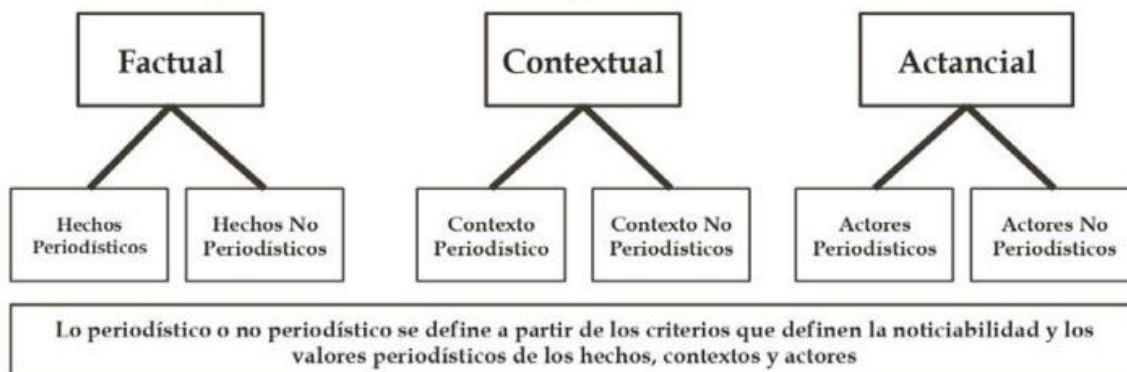 Factual
Contextual
Actancial
Hechos
Periodísticos
Hechos No
Periodísticos
Contexto
Periodístico
Contexto No
Periodísticos
Actores
Periodísticos
Actores No
Periodísticos
Lo periodístico o no periodístico se define a partir de los criterios que definen la noticiabilidad y los
valores periodísticos de los hechos, contextos y actores